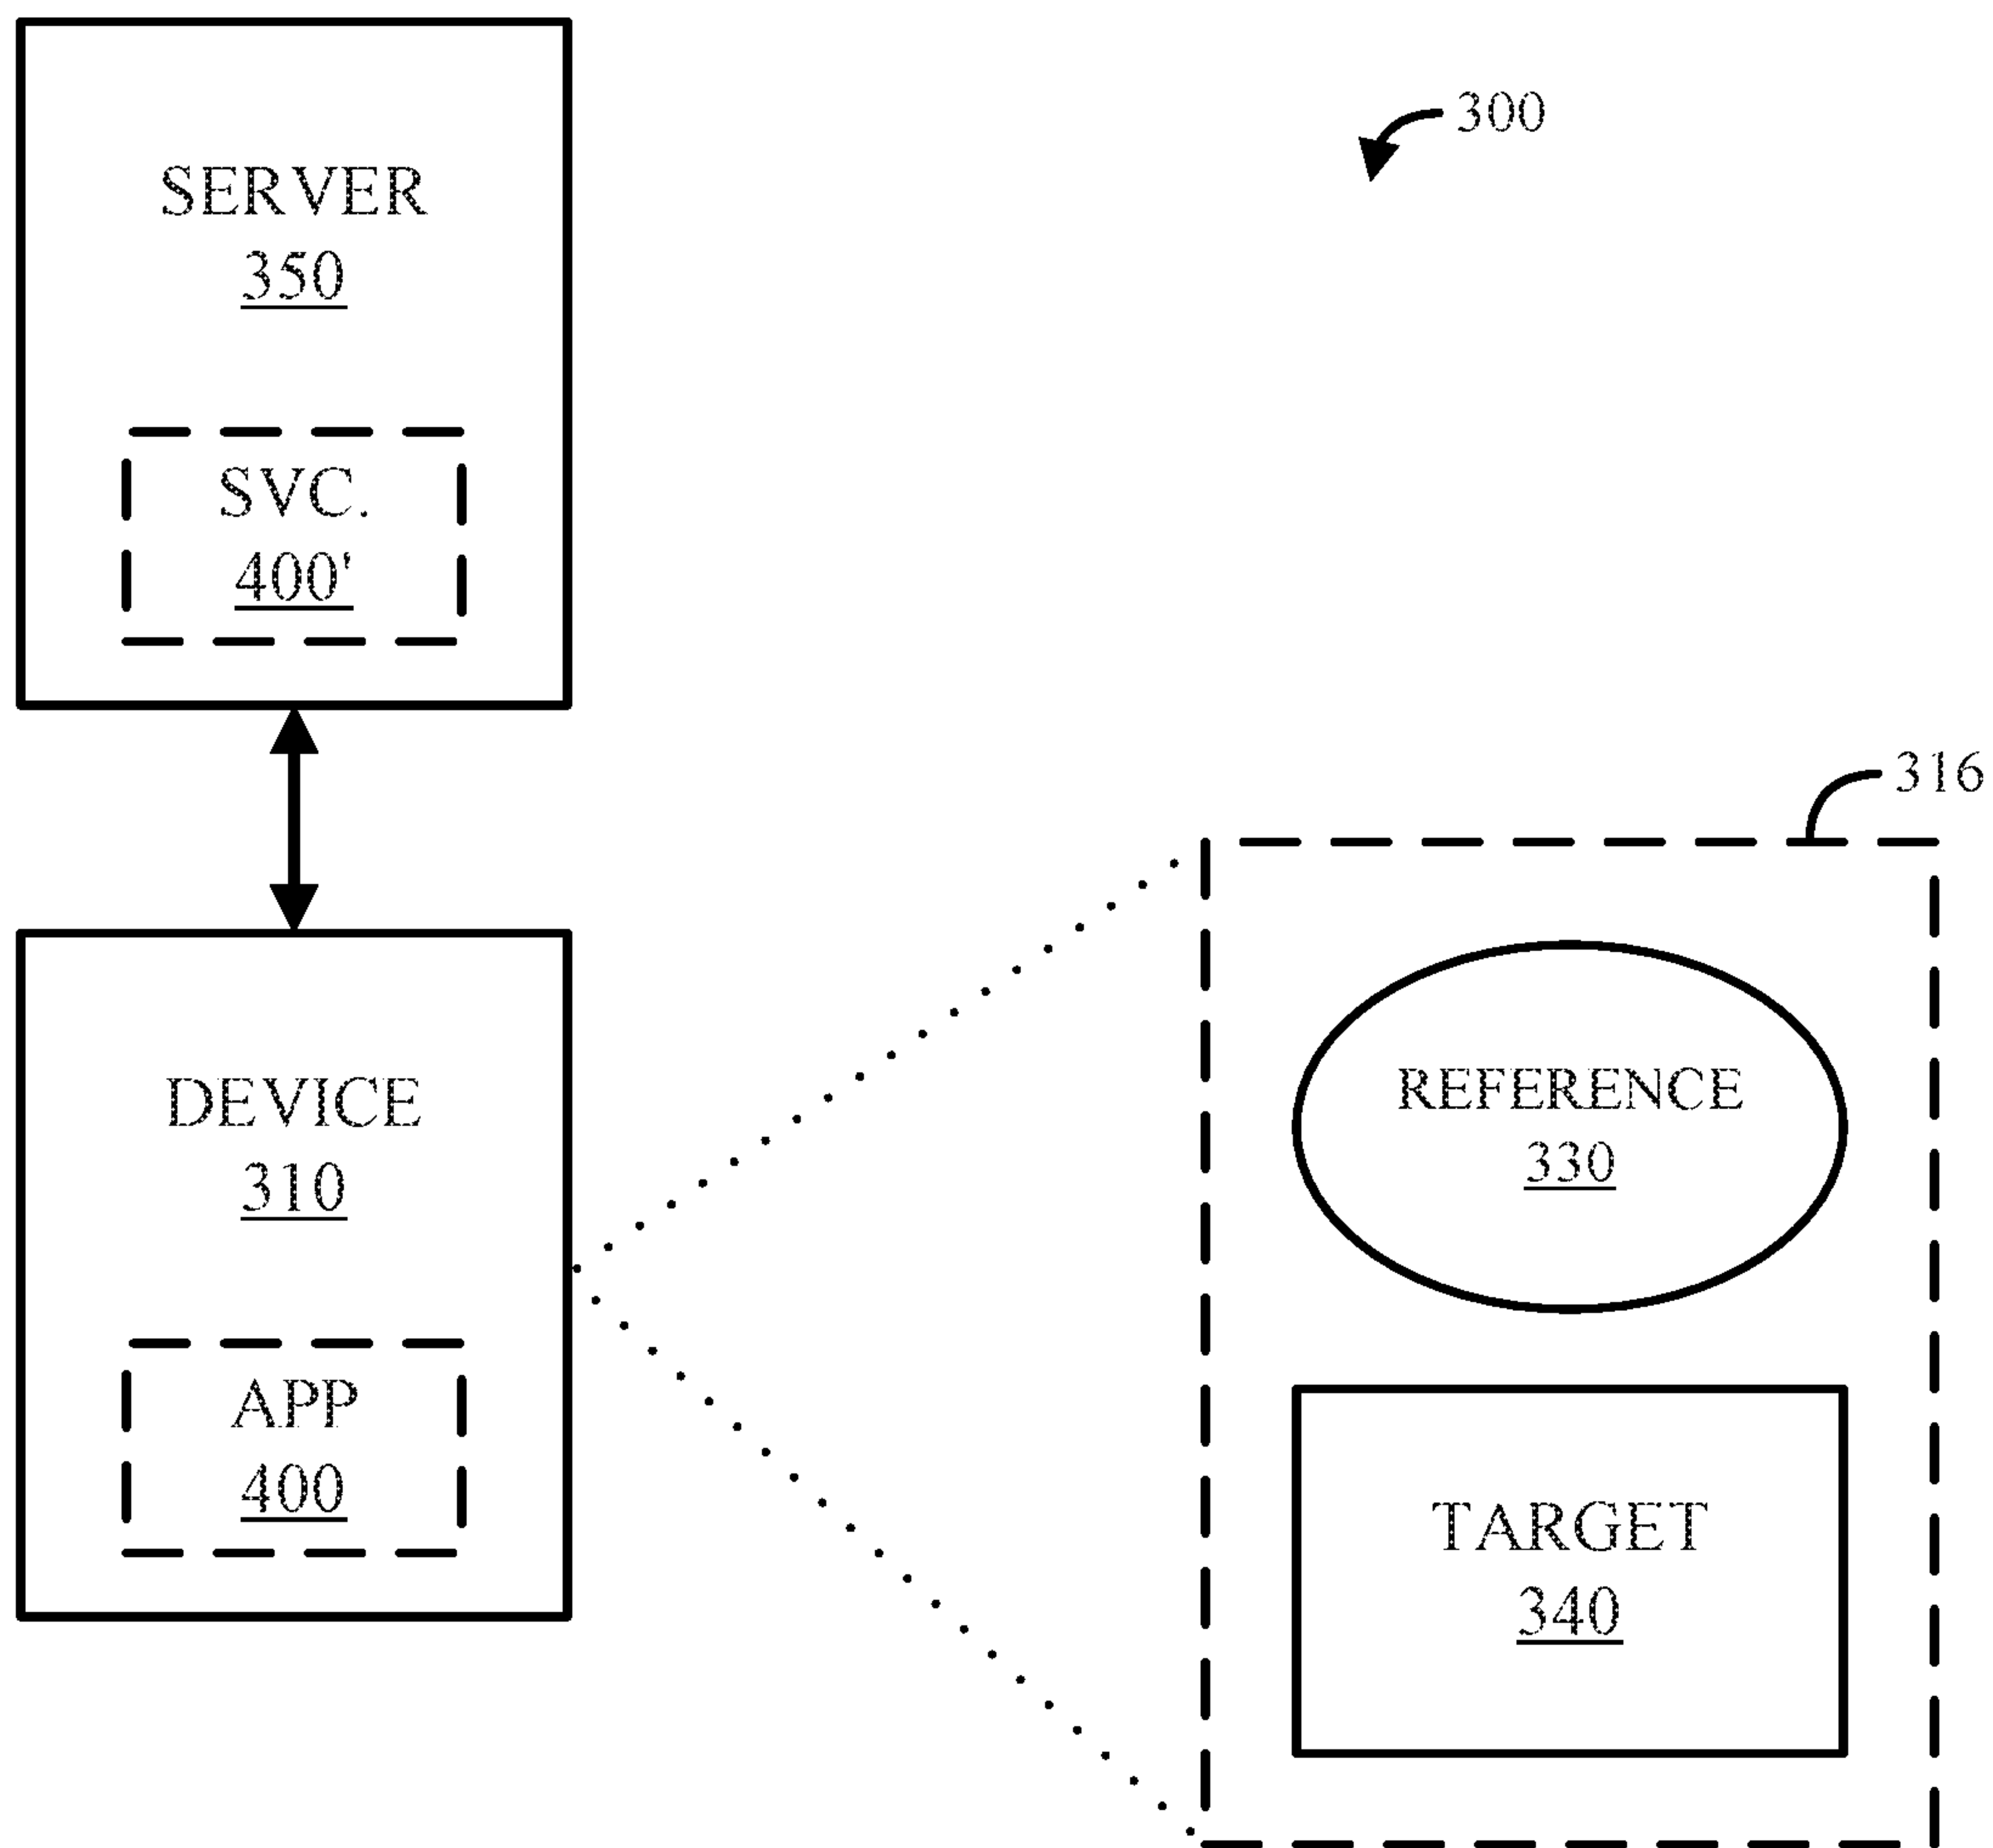 300
SERVER
350
SVC.
400'
316
DEVICE
310
APP
400
REFERENCE
330
TARGET
340